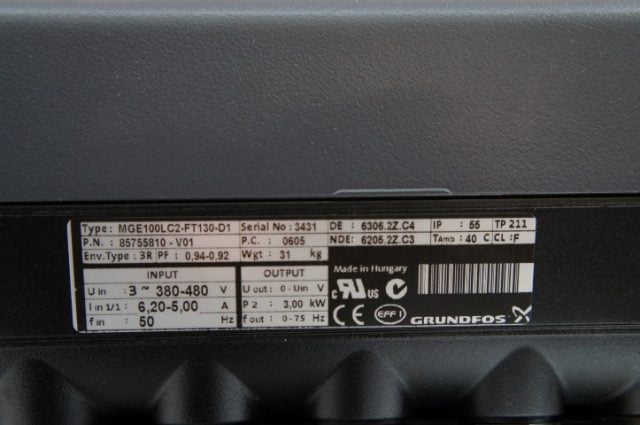 Type: MGE100LC2-FT130-D1 Serial No: 3431 DE : 6306.2Z.C4 IP : 55 TP 211
P.N. : 85755810 - V01 P.C. : 0605 NDE: 6205.2Z.C3 TAmb : 40 C CL:F
Env.Type : 3R PF : 0,94-0,92 Wgt : 31 kg
INPUT OUTPUT Made in Hungary
U in : 3 ~ 380-480 V U out : 0 - Uin V c RU US C
I in 1/1 : 6,20-5,00 A P 2 : 3,00 kW
f in : 50 Hz f out : 0 - 75 Hz CE EFF 1 GRUNDFOS